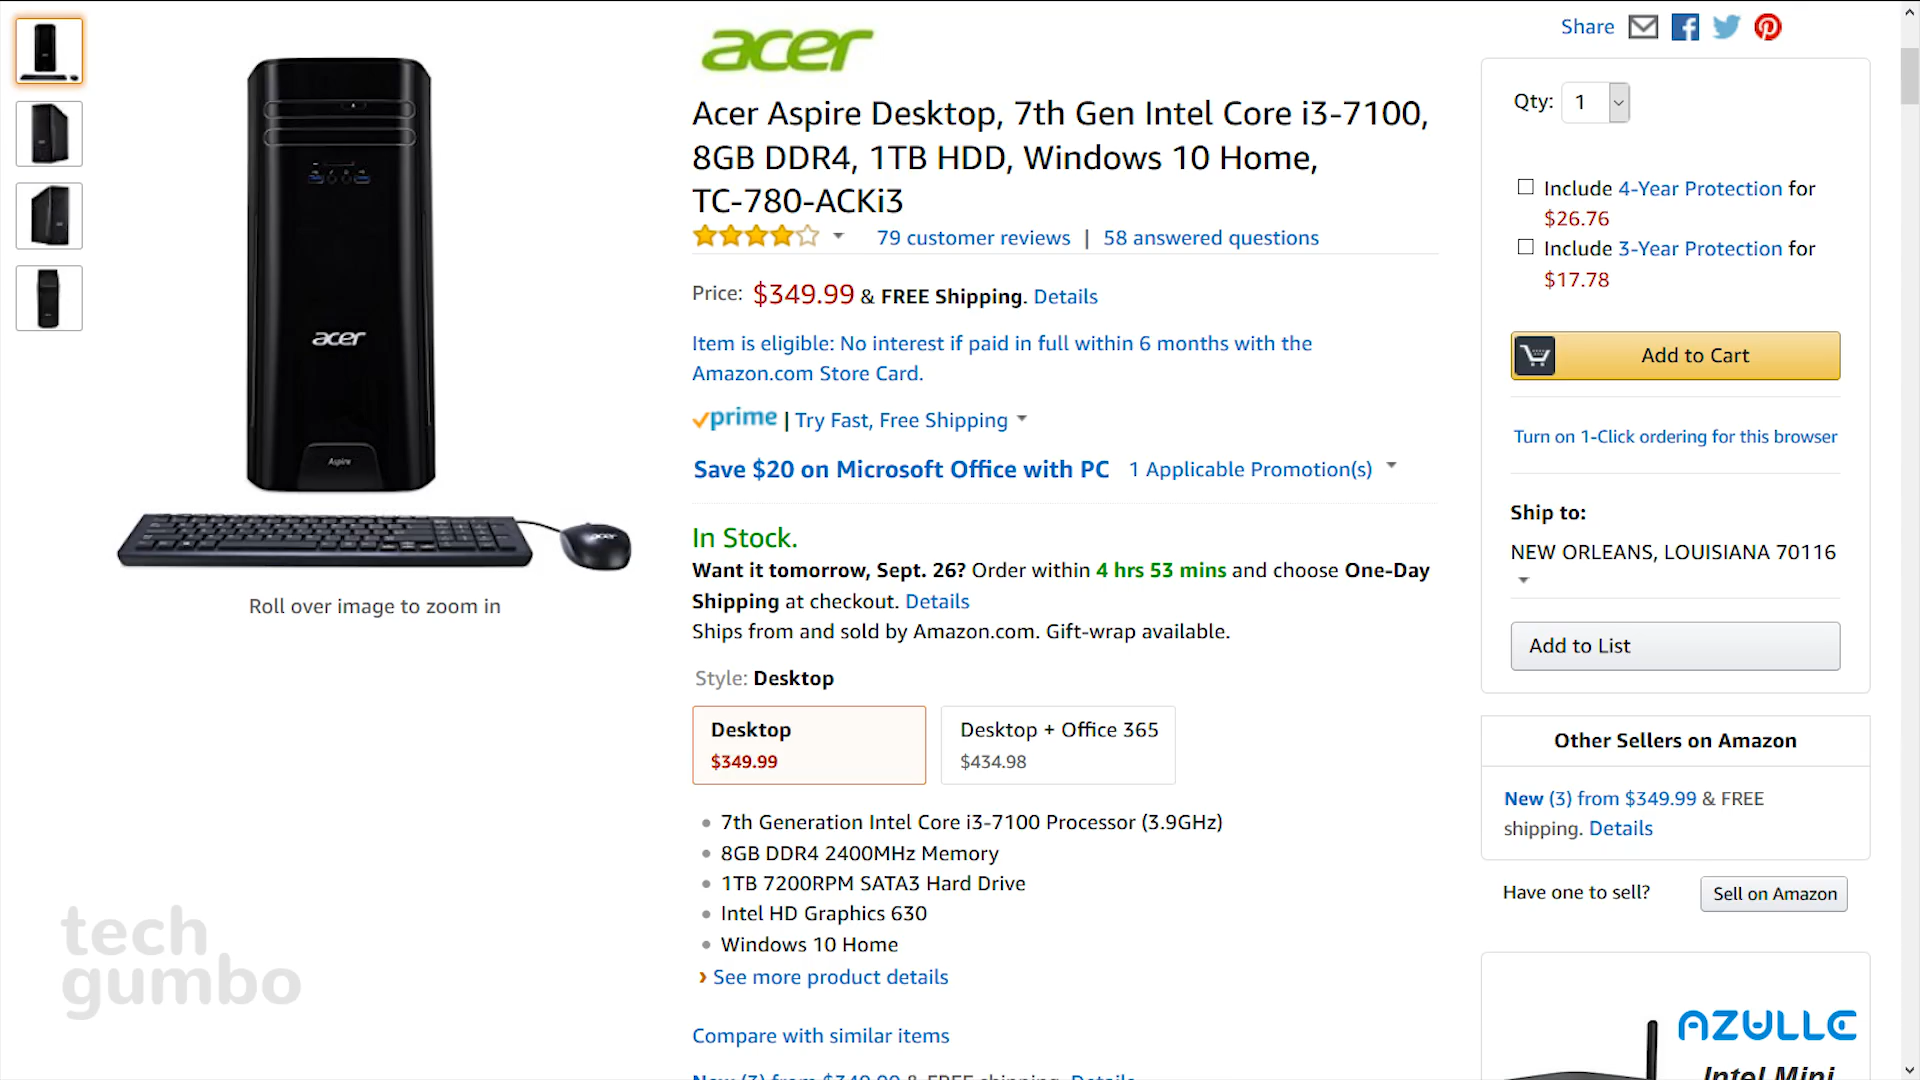 acer
Share
Acer Aspire Desktop, 7th Gen Intel Core i3-7100,
8GB DDR4, 1TB HDD, Windows 10 Home,
TC-780-ACKi3
79 customer reviews | 58 answered questions
Price: $349.99 & FREE Shipping. Details
Item is eligible: No interest if paid in full within 6 months with the
Amazon.com Store Card.
prime | Try Fast, Free Shipping
Save $20 on Microsoft Office with PC 1 Applicable Promotion(s)
In Stock.
Want it tomorrow, Sept. 26? Order within 4 hrs 53 mins and choose One-Day
Shipping at checkout. Details
Ships from and sold by Amazon.com. Gift-wrap available.
Style: Desktop
Desktop
$349.99
Desktop + Office 365
$434.98
7th Generation Intel Core i3-7100 Processor (3.9GHz)
8GB DDR4 2400MHz Memory
1TB 7200RPM SATA3 Hard Drive
Intel HD Graphics 630
Windows 10 Home
› See more product details
Compare with similar items
New (3) from $349.99 & FREE shipping. Details
acer
Aspire
acer
Roll over image to zoom in
tech
gumbo
Qty: 1
Include 4-Year Protection for
$26.76
Include 3-Year Protection for
$17.78
Add to Cart
Turn on 1-Click ordering for this browser
Ship to:
NEW ORLEANS, LOUISIANA 70116
Add to List
Other Sellers on Amazon
New (3) from $349.99 & FREE
shipping. Details
Have one to sell?
Sell on Amazon
AZULLE
Intel Mini